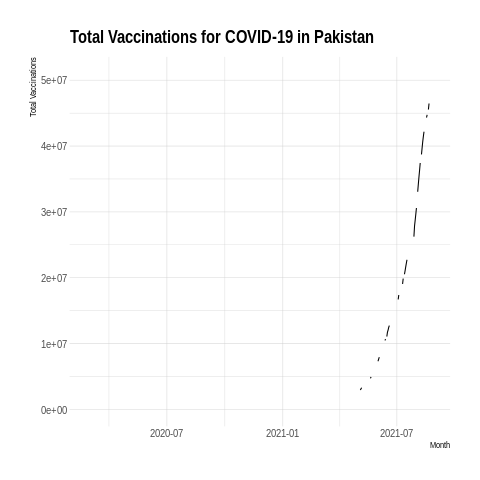 Total Vaccinations for COVID-19 in Pakistan
Total Vaccinations
5e+07
4e+07
3e+07
2e+07
1e+07
0e+00
2020-07 2021-01 2021-07
Month